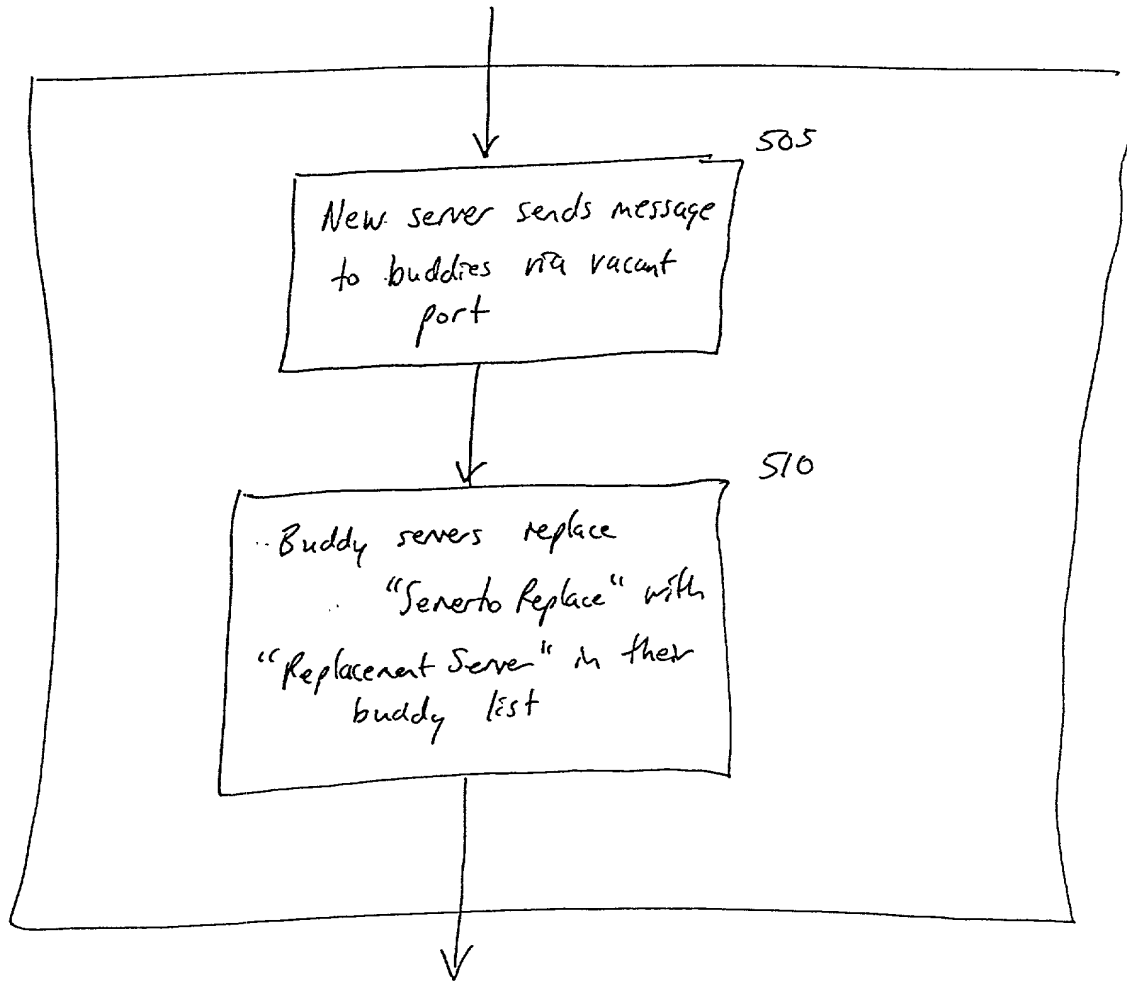 505
New server sends message
to buddies via vacant
port
510
Buddy servers replace
"Serverto Replace" with
"Replacement Server" in their
buddy list